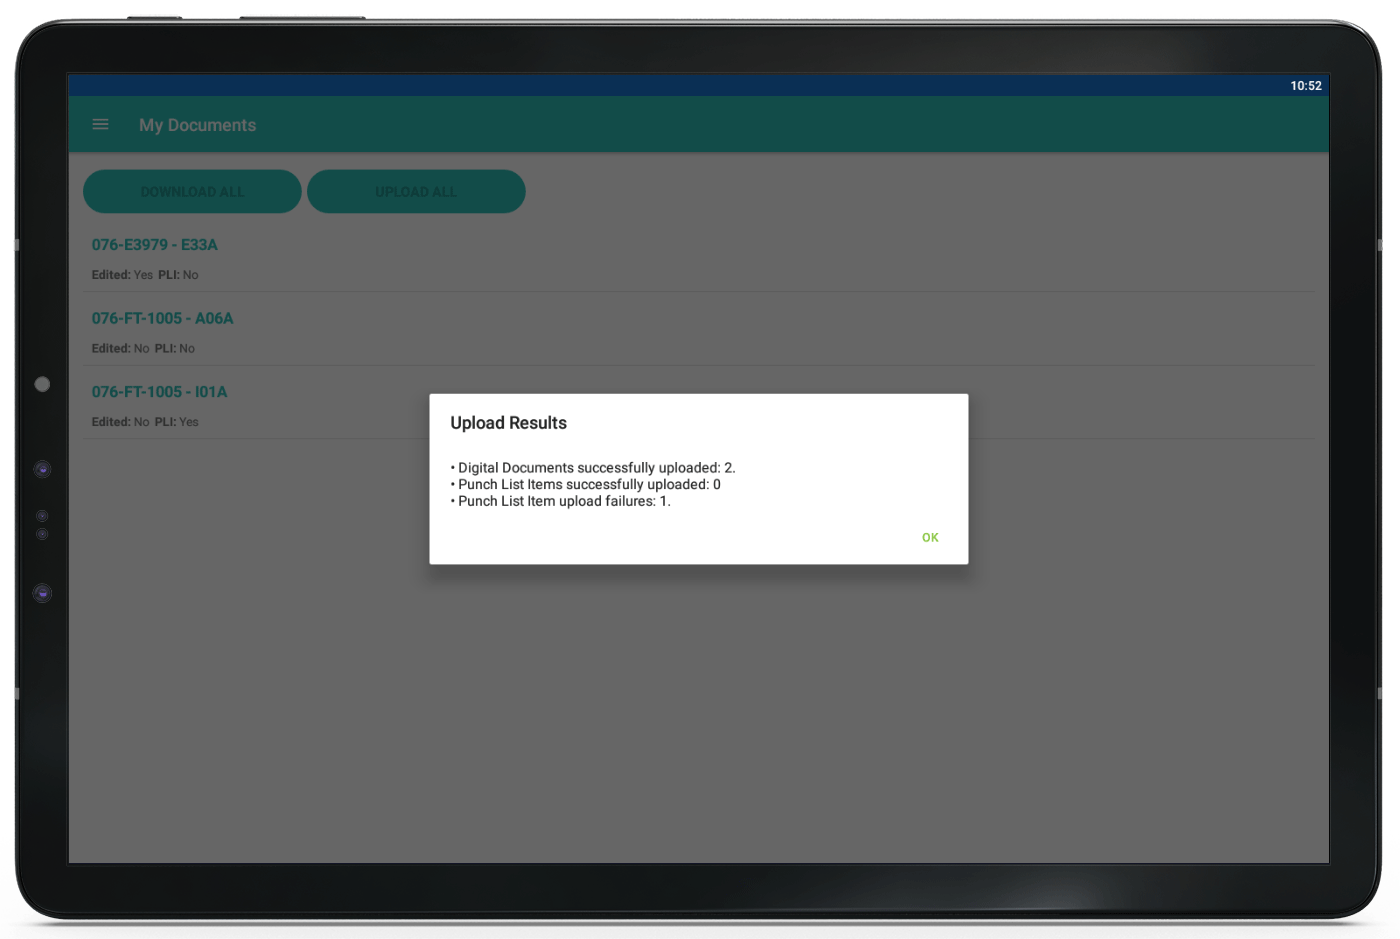 10:52
My Documents
DOWNLOAD ALL UPLOAD ALL
076-E3979 - E33A
Edited: Yes PLI: No
076-FT-1005 - A06A
Edited: No PLI: No
076-FT-1005 - I01A
Edited: No PLI: Yes
Upload Results
• Digital Documents successfully uploaded: 2.
• Punch List Items successfully uploaded: 0
• Punch List Item upload failures: 1.
OK